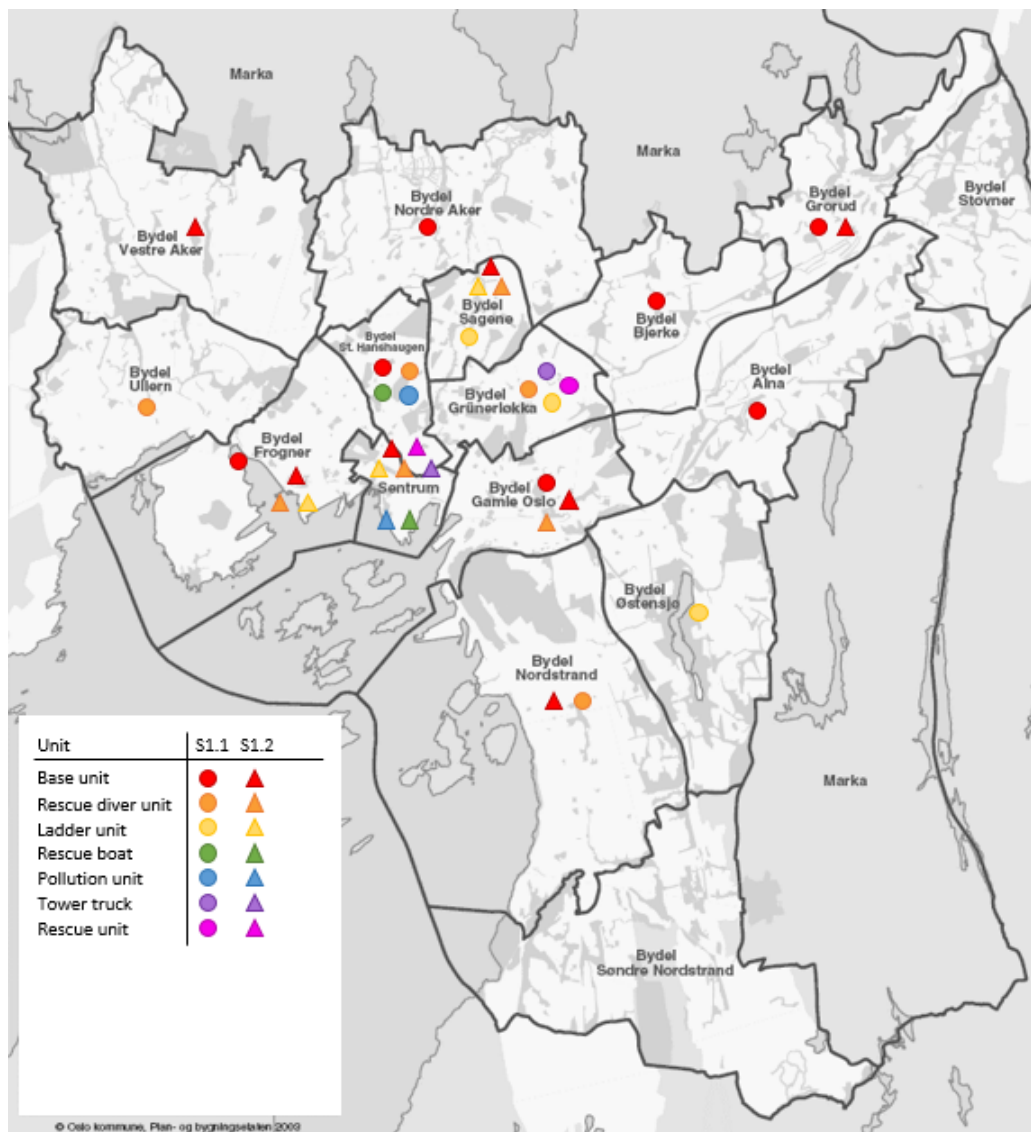 Marka
Marka
Bydel
Nordre Aker
Bydel
Grorud
Bydel
Stovner
Bydel
Vestre Aker
Bydel
Sagene
Bydel
Bjerke
Bydel
St. Hanshaugen
Bydel
Ullern
Bydel
Alna
Bydel
Grünerløkka
Bydel
Frogner
Sentrum
Bydel
Gamle Oslo
Bydel
Østensjø
Bydel
Nordstrand
Marka
Unit S1.1 S1.2
Base unit
Rescue diver unit
Ladder unit
Rescue boat
Pollution unit
Tower truck
Rescue unit
Bydel
Søndre Nordstrand
© Oslo kommune, Plan- og bygningsetaten 2003